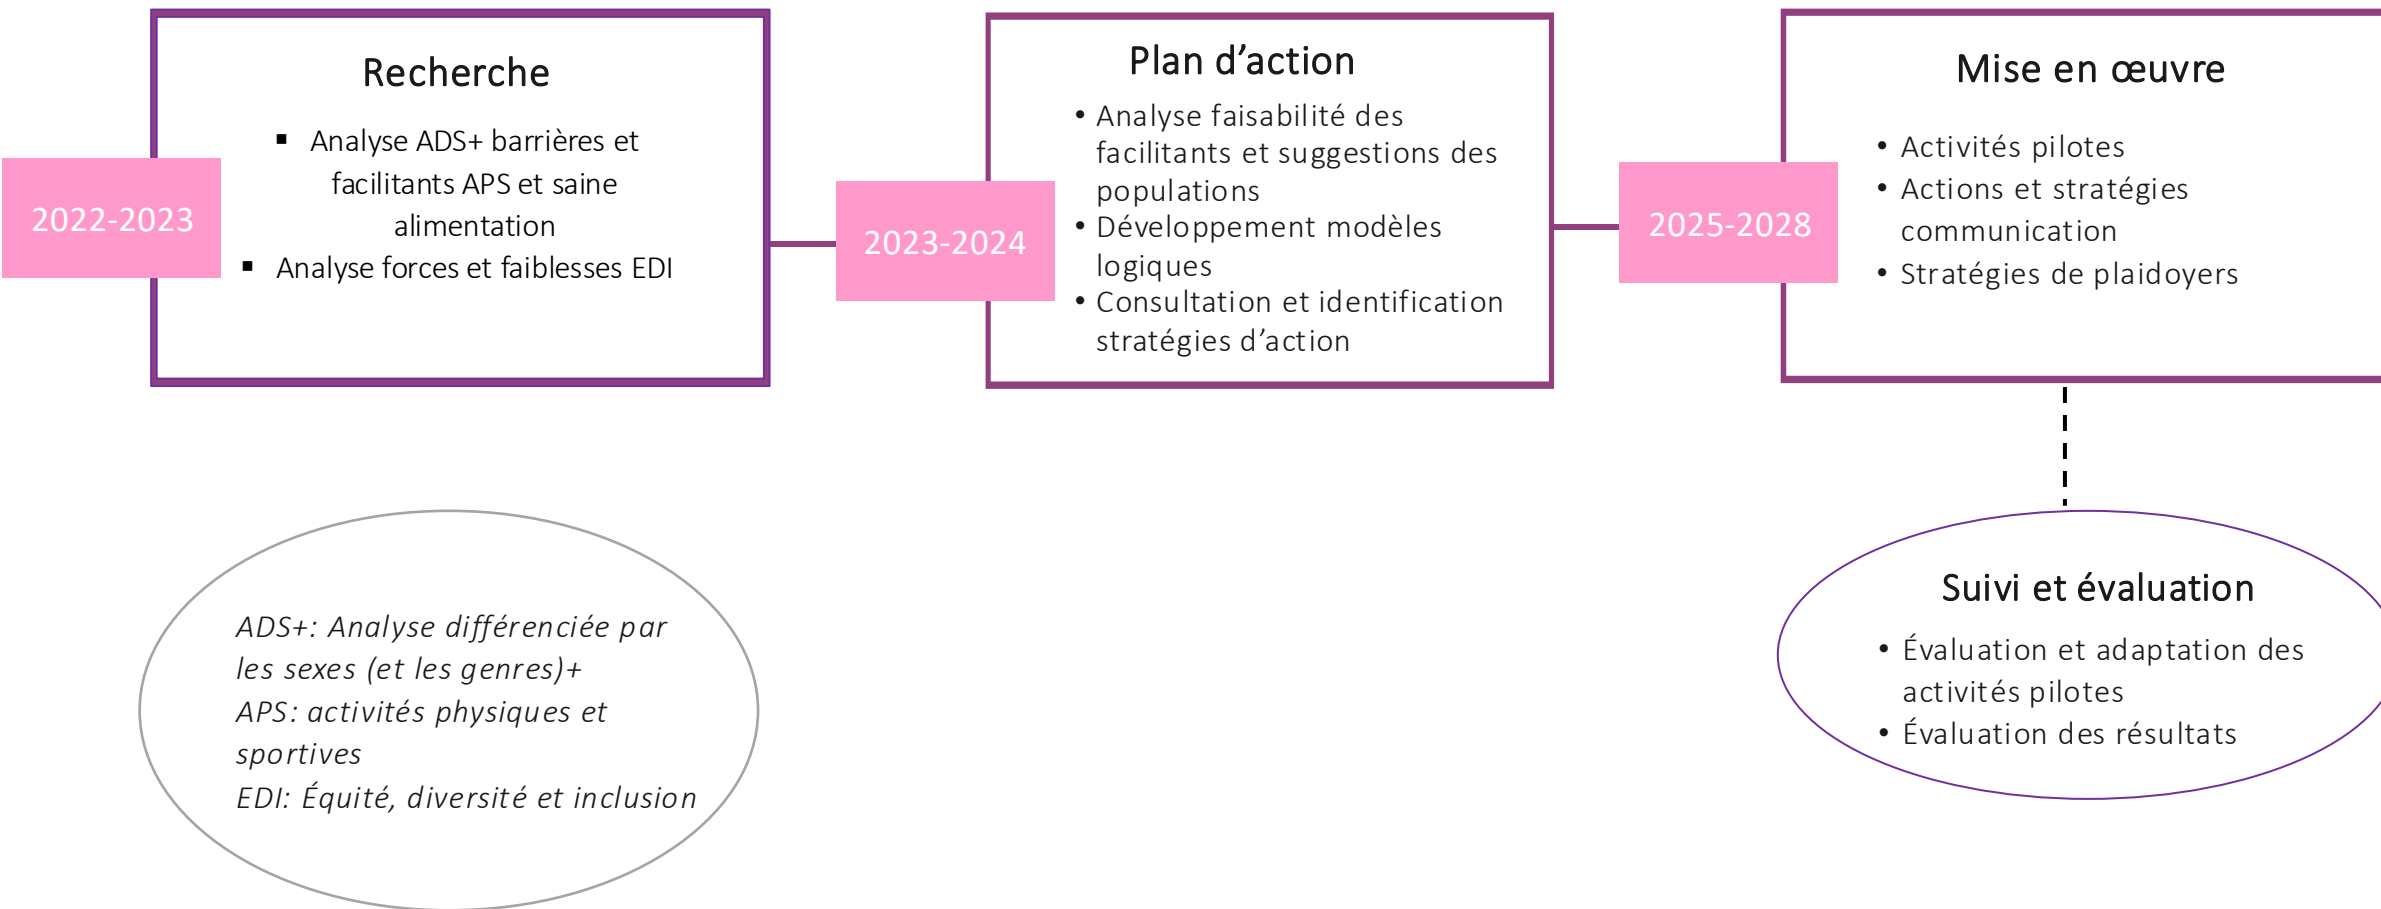 2022-2023
Recherche
▪ Analyse ADS+ barrières et
facilitants APS et saine
alimentation
▪ Analyse forces et faiblesses EDI
2023-2024
Plan d’action
• Analyse faisabilité des
facilitants et suggestions des
populations
• Développement modèles
logiques
• Consultation et identification
stratégies d’action
2025-2028
Mise en œuvre
• Activités pilotes
• Actions et stratégies
communication
• Stratégies de plaidoyers
ADS+: Analyse différenciée par
les sexes (et les genres)+
APS: activités physiques et
sportives
EDI: Équité, diversité et inclusion
Suivi et évaluation
• Évaluation et adaptation des
activités pilotes
• Évaluation des résultats